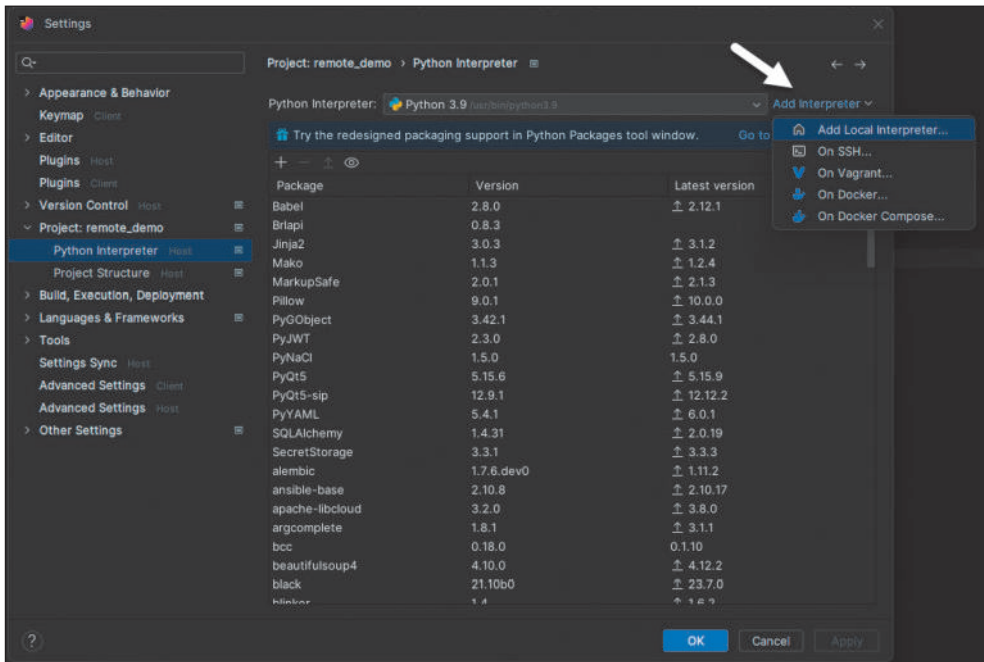 Settings
Project: remote_demo › Python Interpreter
Appearance & Behavior
Keymap Client
Editor
Plugins Host
Plugins Client
Version Control Host
Project: remote_demo
Python Interpreter Host
Project Structure Host
Build, Execution, Deployment
Languages & Frameworks
Tools
Settings Sync Host
Advanced Settings Client
Advanced Settings Host
Other Settings
Python Interpreter: Python 3.9 /usr/bin/python3.9
Add Interpreter
Add Local Interpreter...
On SSH...
On Vagrant...
On Docker...
On Docker Compose...
Try the redesigned packaging support in Python Packages tool window. Go to
Package Version Latest version
Babel 2.8.0 2.12.1
Brlapi 0.8.3
Jinja2 3.0.3 3.1.2
Mako 1.1.3 1.2.4
MarkupSafe 2.0.1 2.1.3
Pillow 9.0.1 10.0.0
PyGObject 3.42.1 3.44.1
PyJWT 2.3.0 2.8.0
PyNaCl 1.5.0 1.5.0
PyQt5 5.15.6 5.15.9
PyQt5-sip 12.9.1 12.12.2
PyYAML 5.4.1 6.0.1
SQLAlchemy 1.4.31 2.0.19
SecretStorage 3.3.1 3.3.3
alembic 1.7.6.dev0 1.11.2
ansible-base 2.10.8 2.10.17
apache-libcloud 3.2.0 3.8.0
argcomplete 1.8.1 3.1.1
bcc 0.18.0 0.1.10
beautifulsoup4 4.10.0 4.12.2
black 21.10b0 23.7.0
blinker 1.4 1.6.2
?
OK Cancel Apply